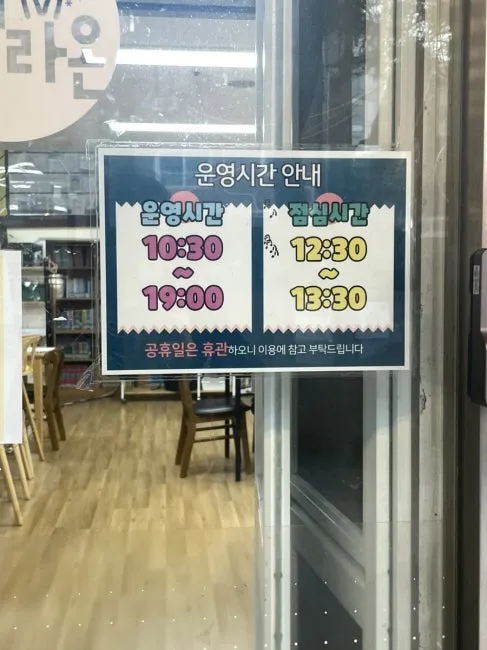 라온
운영시간 안내
운영시간
10:30
~
19:00
점심시간
12:30
~
13:30
공휴일은 휴관하오니 이용에 참고 부탁드립니다